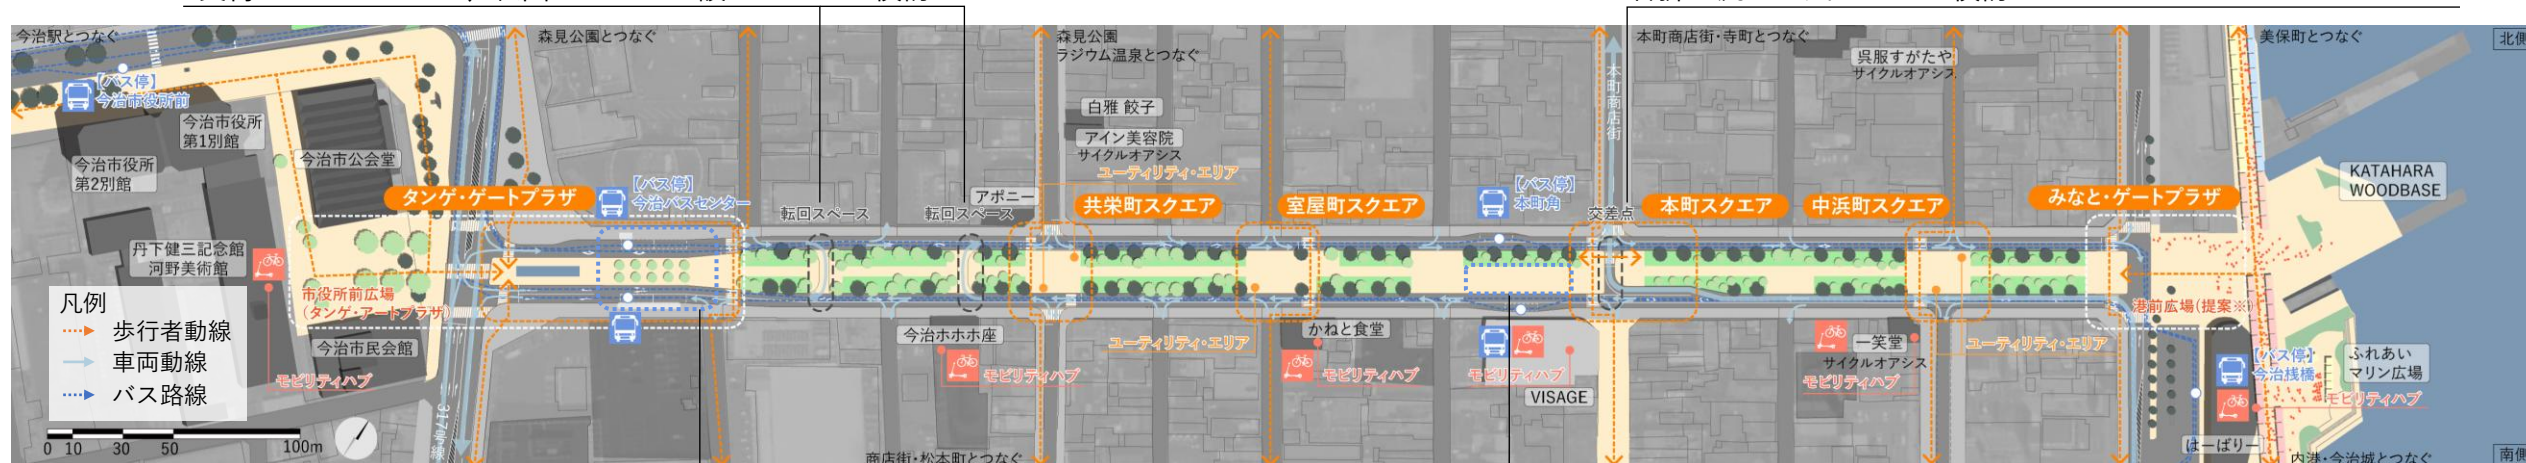 今治駅とつなぐ
森見公園とつなぐ
森見公園
ラジウム温泉とつなぐ
本町商店街・寺町とつなぐ
美保町とつなぐ
北側
【バス停】
今治市役所前
今治市役所
第1別館
今治市役所
第2別館
今治市公会堂
白雅 餃子
アイン美容院
サイクルオアシス
ユーティリティ・エリア
本町商店街
呉服すがたや
サイクルオアシス
KATAHARA
WOODBASE
タンゲ・ゲートプラザ
【バス停】
今治バスセンター
転回スペース
転回スペース
アポニー
共栄町スクエア
室屋町スクエア
【バス停】
本町角
交差点
本町スクエア
中浜町スクエア
みなと・ゲートプラザ
丹下健三記念館
河野美術館
市役所前広場
(タンゲ・アートプラザ)
港前広場(提案※)
凡例
歩行者動線
車両動線
バス路線
今治市民会館
モビリティハブ
今治ホホホ座
モビリティハブ
ユーティリティ・エリア
かねと食堂
モビリティハブ
モビリティハブ
VISAGE
一笑堂
サイクルオアシス
モビリティハブ
ユーティリティ・エリア
【バス停】
今治桟橋
ふれあい
マリン広場
モビリティハブ
はーばりー
317号線
0 10 30 50 100m
商店街・松本町とつなぐ
内港・今治城とつなぐ
南側